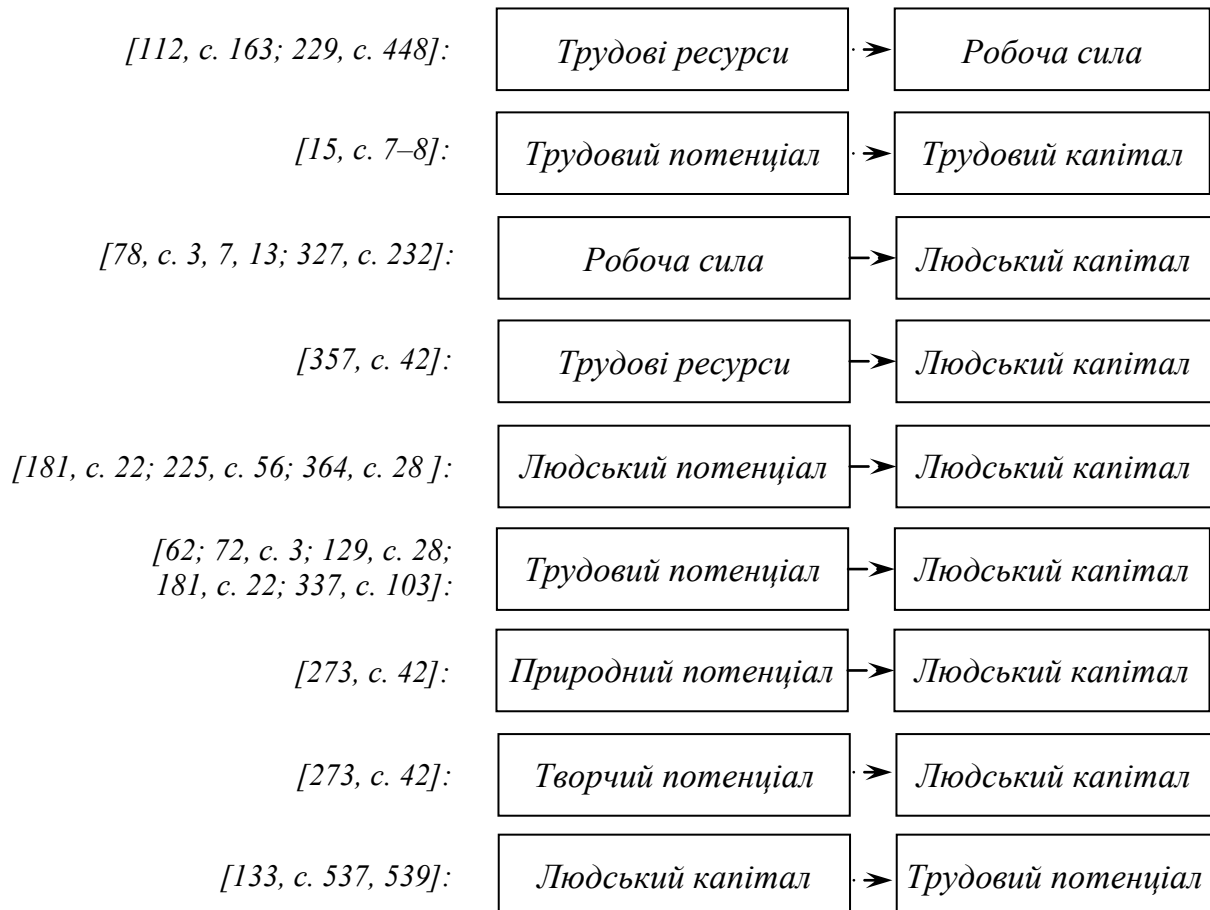 [112, с. 163; 229, с. 448]: Трудові ресурси Робоча сила
[15, с. 7–8]: Трудовий потенціал Трудовий капітал
[78, с. 3, 7, 13; 327, с. 232]: Робоча сила Людський капітал
[357, с. 42]: Трудові ресурси Людський капітал
[181, с. 22; 225, с. 56; 364, с. 28 ]: Людський потенціал Людський капітал
[62; 72, с. 3; 129, с. 28;
181, с. 22; 337, с. 103]: Трудовий потенціал Людський капітал
[273, с. 42]: Природний потенціал Людський капітал
[273, с. 42]: Творчий потенціал Людський капітал
[133, с. 537, 539]: Людський капітал Трудовий потенціал